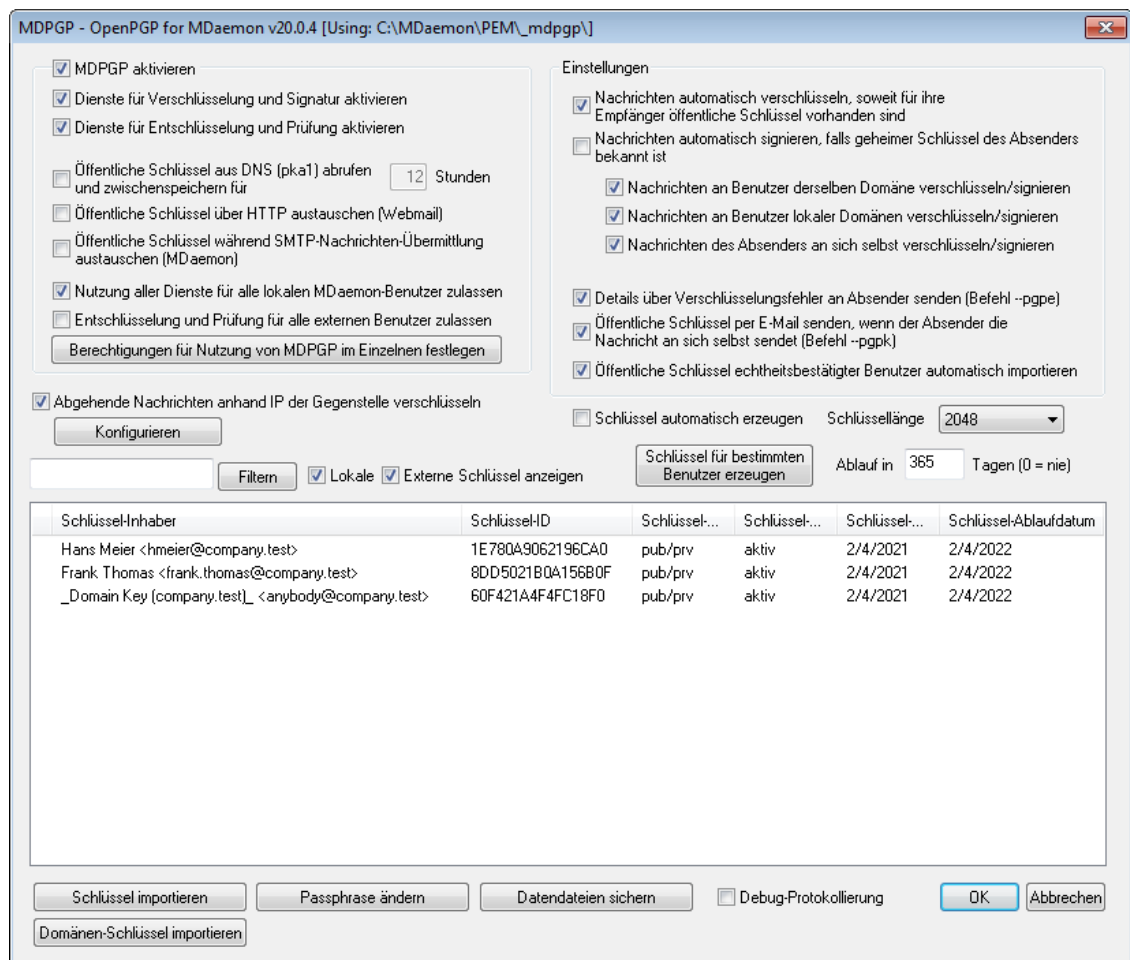 MDPGP - OpenPGP for MDaemon v20.0.4 [Using: C:\MDaemon\PEM\_mdpgp\]
MDPGP aktivieren
Dienste für Verschlüsselung und Signatur aktivieren
Dienste für Entschlüsselung und Prüfung aktivieren
Öffentliche Schlüssel aus DNS (pka1) abrufen
und zwischenspeichern für
12 Stunden
Öffentliche Schlüssel über HTTP austauschen (Webmail)
Öffentliche Schlüssel während SMTP-Nachrichten-Übermittlung
austauschen (MDaemon)
Nutzung aller Dienste für alle lokalen MDaemon-Benutzer zulassen
Entschlüsselung und Prüfung für alle externen Benutzer zulassen
Berechtigungen für Nutzung von MDPGP im Einzelnen festlegen
Einstellungen
Nachrichten automatisch verschlüsseln, soweit für ihre
Empfänger öffentliche Schlüssel vorhanden sind
Nachrichten automatisch signieren, falls geheimer Schlüssel des Absenders
bekannt ist
Nachrichten an Benutzer derselben Domäne verschlüsseln/signieren
Nachrichten an Benutzer lokaler Domänen verschlüsseln/signieren
Nachrichten des Absenders an sich selbst verschlüsseln/signieren
Details über Verschlüsselungsfehler an Absender senden (Befehl --pgpe)
Öffentliche Schlüssel per E-Mail senden, wenn der Absender die
Nachricht an sich selbst sendet (Befehl --pgpk)
Öffentliche Schlüssel echtheitsbestätigter Benutzer automatisch importieren
Abgehende Nachrichten anhand IP der Gegenstelle verschlüsseln
Konfigurieren
Schlüssel automatisch erzeugen Schlüssellänge 2048
Schlüssel für bestimmten
Benutzer erzeugen
Ablauf in 365 Tagen (0 = nie)
Filtern Lokale Externe Schlüssel anzeigen
Schlüssel-Inhaber Schlüssel-ID Schlüssel-... Schlüssel-... Schlüssel-... Schlüssel-Ablaufdatum
Hans Meier <hmeier@company.test> 1E780A9062196CA0 pub/prv aktiv 2/4/2021 2/4/2022
Frank Thomas <frank.thomas@company.test> 8DD5021B0A156B0F pub/prv aktiv 2/4/2021 2/4/2022
_Domain Key (company.test)_ <anybody@company.test> 60F421A4F4FC18F0 pub/prv aktiv 2/4/2021 2/4/2022
Schlüssel importieren Passphrase ändern Datendateien sichern Debug-Protokollierung OK Abbrechen
Domänen-Schlüssel importieren